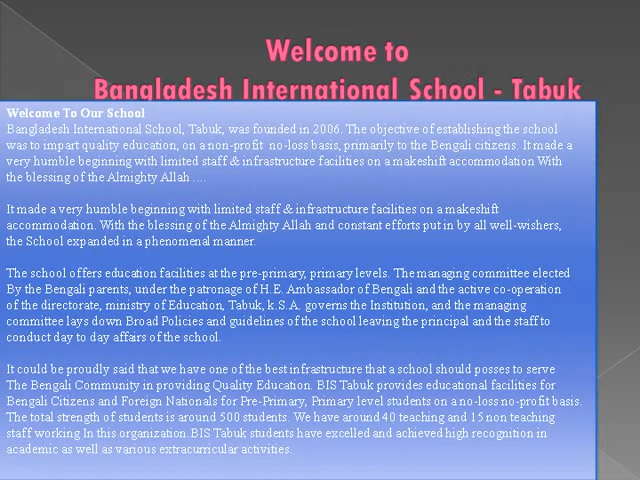 Welcome to
Bangladesh International School - Tabuk
Welcome To Our School
Bangladesh International School, Tabuk, was founded in 2006. The objective of establishing the school
was to impart quality education, on a non-profit no-loss basis, primarily to the Bengali citizens. It made a
very humble beginning with limited staff & infrastructure facilities on a makeshift accommodation With
the blessing of the Almighty Allah ....
It made a very humble beginning with limited staff & infrastructure facilities on a makeshift
accommodation. With the blessing of the Almighty Allah and constant efforts put in by all well-wishers,
the School expanded in a phenomenal manner.
The school offers education facilities at the pre-primary, primary levels. The managing committee elected
By the Bengali parents, under the patronage of H.E. Ambassador of Bengali and the active co-operation
of the directorate, ministry of Education, Tabuk, k.S.A. governs the Institution, and the managing
committee lays down Broad Policies and guidelines of the school leaving the principal and the staff to
conduct day to day affairs of the school.
It could be proudly said that we have one of the best infrastructure that a school should posses to serve
The Bengali Community in providing Quality Education. BIS Tabuk provides educational facilities for
Bengali Citizens and Foreign Nationals for Pre-Primary, Primary level students on a no-loss no-profit basis.
The total strength of students is around 500 students. We have around 40 teaching and 15 non teaching
staff working In this organization.BIS Tabuk students have excelled and achieved high recognition in
academic as well as various extracurricular activities.